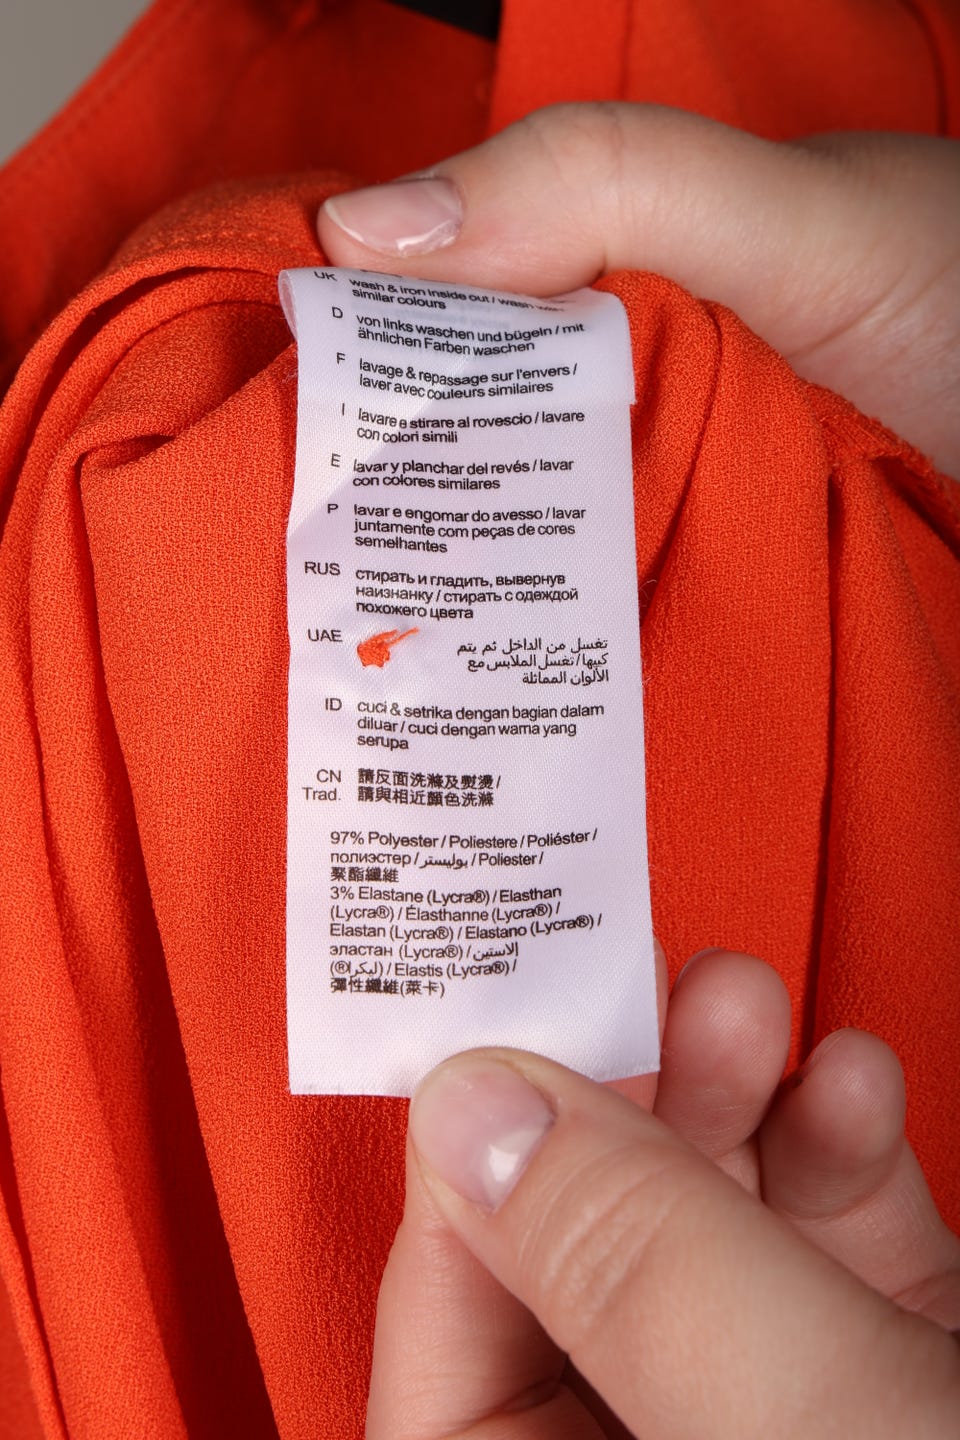 UK wash & iron inside out / wash with
similar colours
D von links waschen und bügeln / mit
ähnlichen Farben waschen
F lavage & repassage sur l'envers /
laver avec couleurs similaires
I lavare e stirare al rovescio / lavare
con colori simili
E lavar y planchar del revés / lavar
con colores similares
P lavar e engomar do avesso / lavar
juntamente com peças de cores
semelhantes
RUS стирать и гладить, вывернув
наизнанку / стирать с одеждой
похожего цвета
UAE تغسل من الداخل ثم يتم
كيبها / تغسل الملابس مع
الألوان المماثلة
ID cuci & setrika dengan bagian dalam
diluar / cuci dengan warna yang
serupa
CN 請反面洗滌及熨燙 /
Trad. 請與相近顏色洗滌
97% Polyester / Poliestere / Poliéster /
полиэстер / بوليستر / Poliester /
聚酯纖維
3% Elastane (Lycra®) / Elasthan
(Lycra®) / Élasthanne (Lycra®) /
Elastan (Lycra®) / Elastano (Lycra®) /
эластан (Lycra®) / إلاستين
(ليكرا®) / Elastis (Lycra®) /
彈性纖維(萊卡)